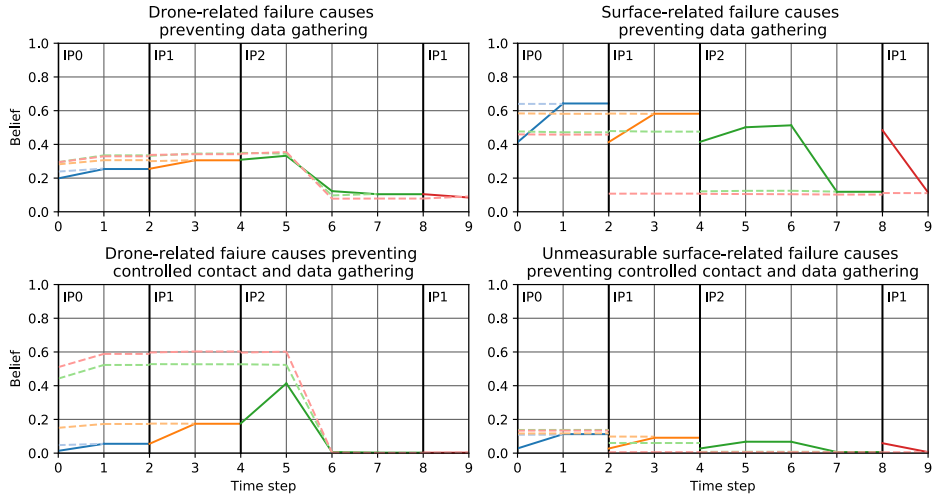 Drone-related failure causes
preventing data gathering
Belief
1.0
0.8
0.6
0.4
0.2
0.0
IP0
IP1
IP2
IP1
0 1 2 3 4 5 6 7 8 9
Surface-related failure causes
preventing data gathering
1.0
0.8
0.6
0.4
0.2
0.0
IP0
IP1
IP2
IP1
0 1 2 3 4 5 6 7 8 9
Drone-related faiure causes preventing
controlled contact and data gathering
Belief
1.0
0.8
0.6
0.4
0.2
0.0
IP0
IP1
IP2
IP1
0 1 2 3 4 5 6 7 8 9
Time step
Unmeasurable surface-related failure causes
preventing controlled contact and data gathering
1.0
0.8
0.6
0.4
0.2
0.0
IP0
IP1
IP2
IP1
0 1 2 3 4 5 6 7 8 9
Time step